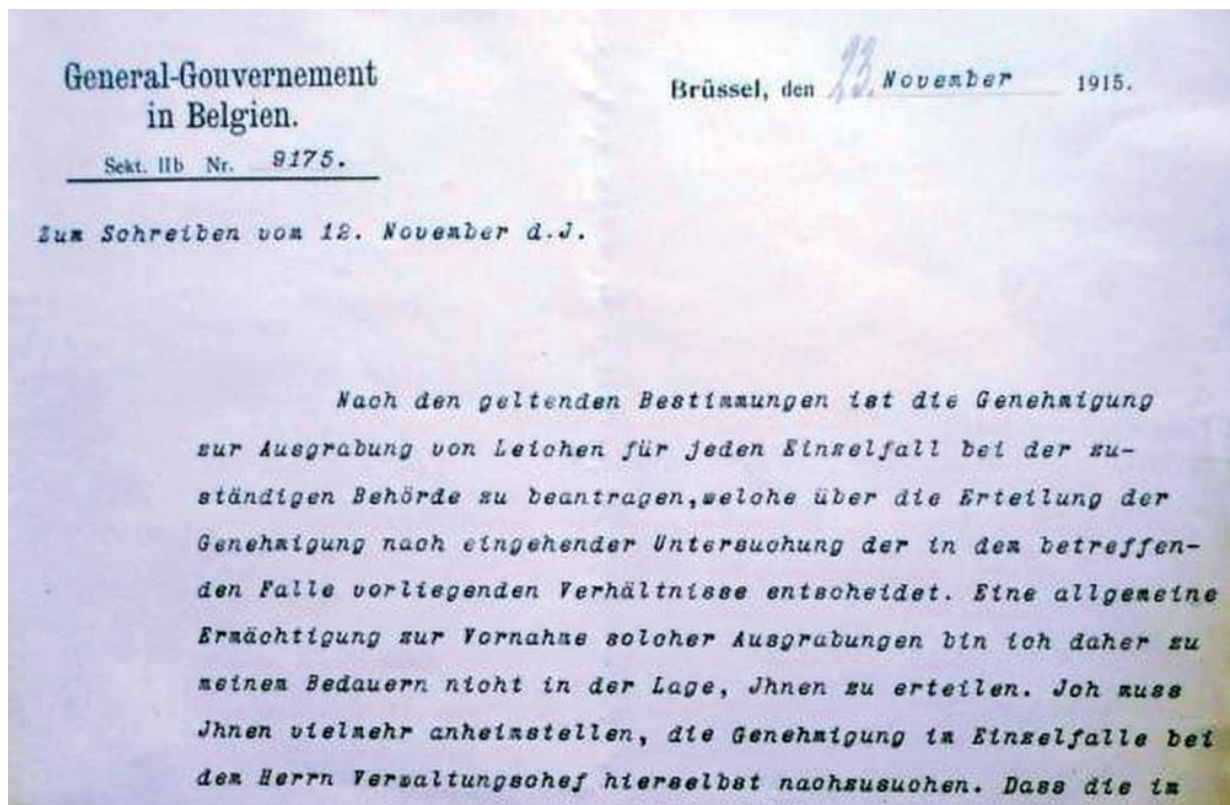 General-Gouvernement
in Belgien.
Sekt. IIb Nr. 9175.
Brüssel, den 23. November 1915.
Zum Schreiben vom 12. November d.J.
Nach den geltenden Bestimmungen ist die Genehmigung
zur Ausgrabung von Leichen für jeden Einzelfall bei der zu-
ständigen Behörde zu beantragen,welche über die Erteilung der
Genehmigung nach eingehender Untersuchung der in dem betreffen-
den Falle vorliegenden Verhältnisse entscheidet. Eine allgemeine
Ermächtigung zur Vornahme solcher Ausgrabungen bin ich daher zu
meinem Bedauern nicht in der Lage, Jhnen zu erteilen. Jch muss
Jhnen vielmehr anheimstellen, die Genehmigung im Einzelfalle bei
dem Herrn Verwaltungschef hierselbst nachzusuchen. Dass die im